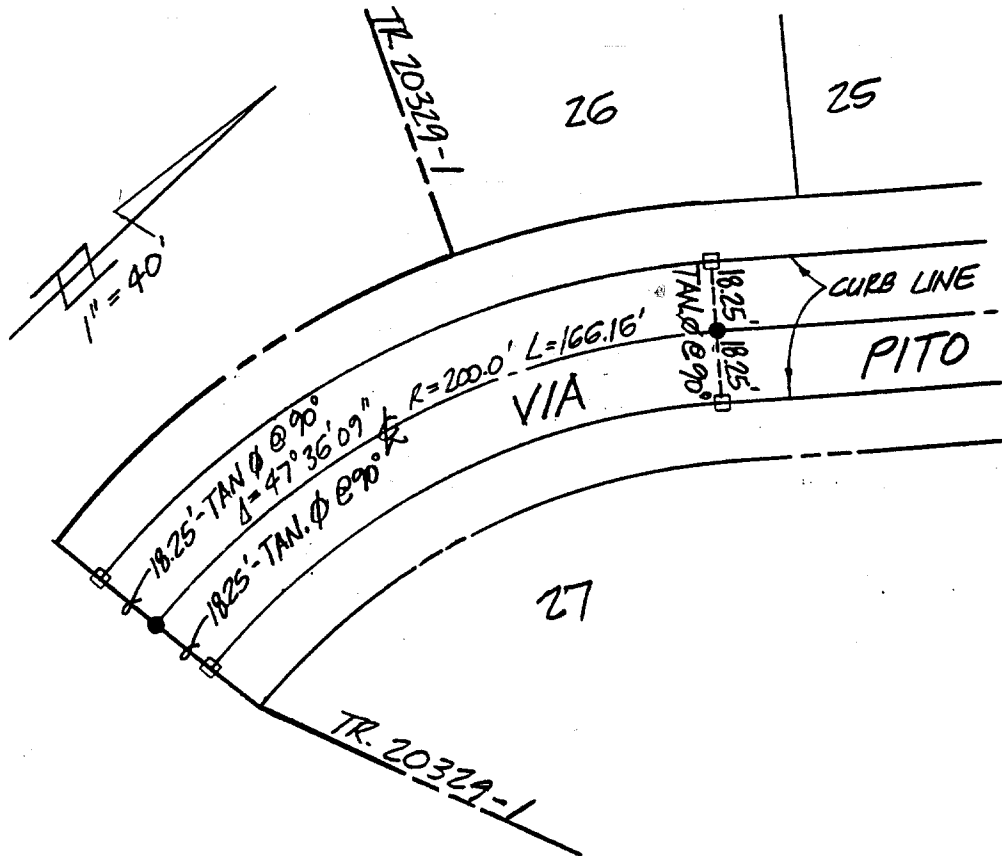 TR. 20329-1
26
25
1" = 40'
18.25'
18.25'
TAN. Ø @ 90°
CURB LINE
R=200.0' L=166.16'
VIA
PITO
18.25'-TAN Ø @ 90°
Δ=47°36'09"
18.25'-TAN. Ø @ 90°
27
TR. 20329-1